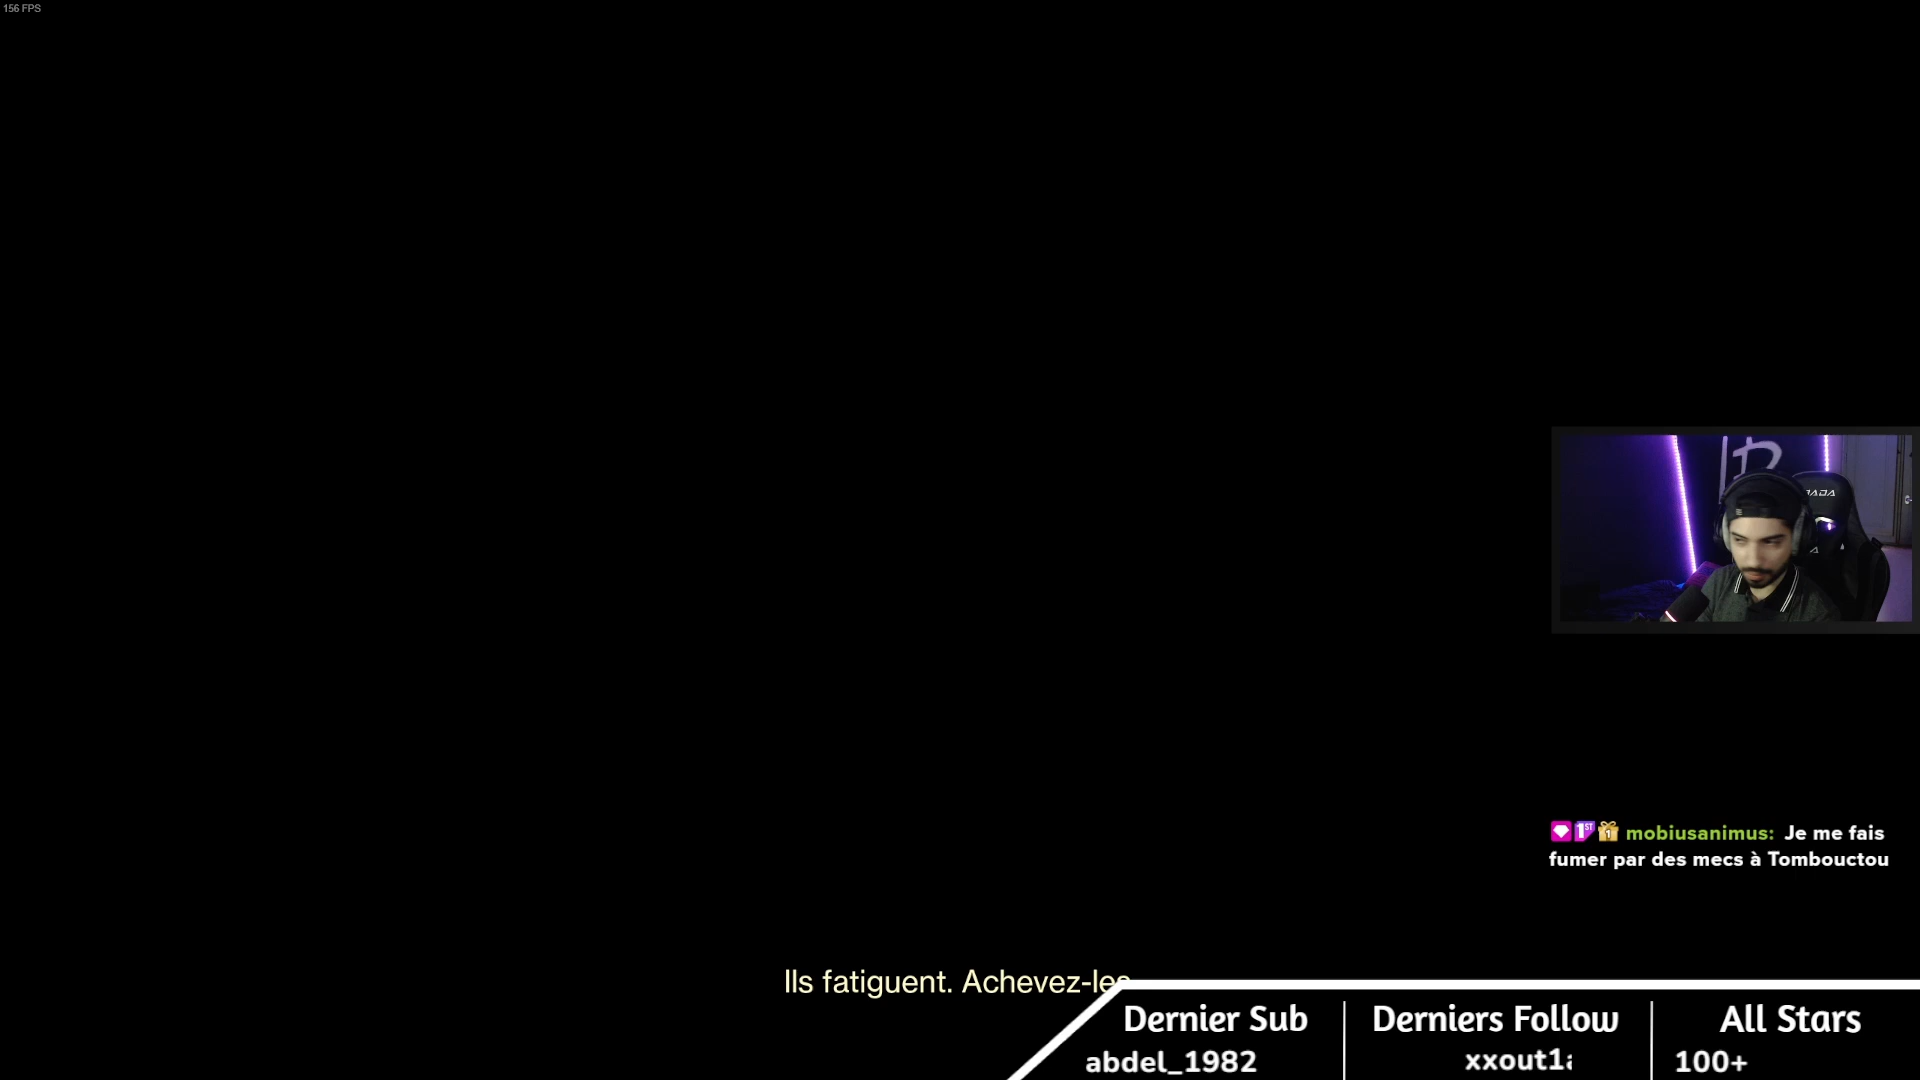 156 FPS
mobiusanimus: Je me fais
fumer par des mecs à Tombouctou
Ils fatiguent. Achevez-les
Dernier Sub
Derniers Follow
All Stars
abdel_1982
xxout1
100+